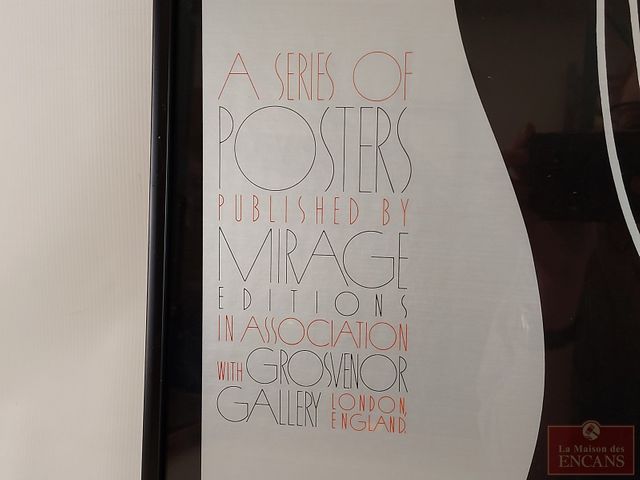 A SERIES OF
POSTERS
PUBLISHED BY
MIRAGE
EDITIONS
IN ASSOCIATION
WITH GROSVENOR
GALLERY LONDON,
ENGLAND.
La Maison des
ENCANS